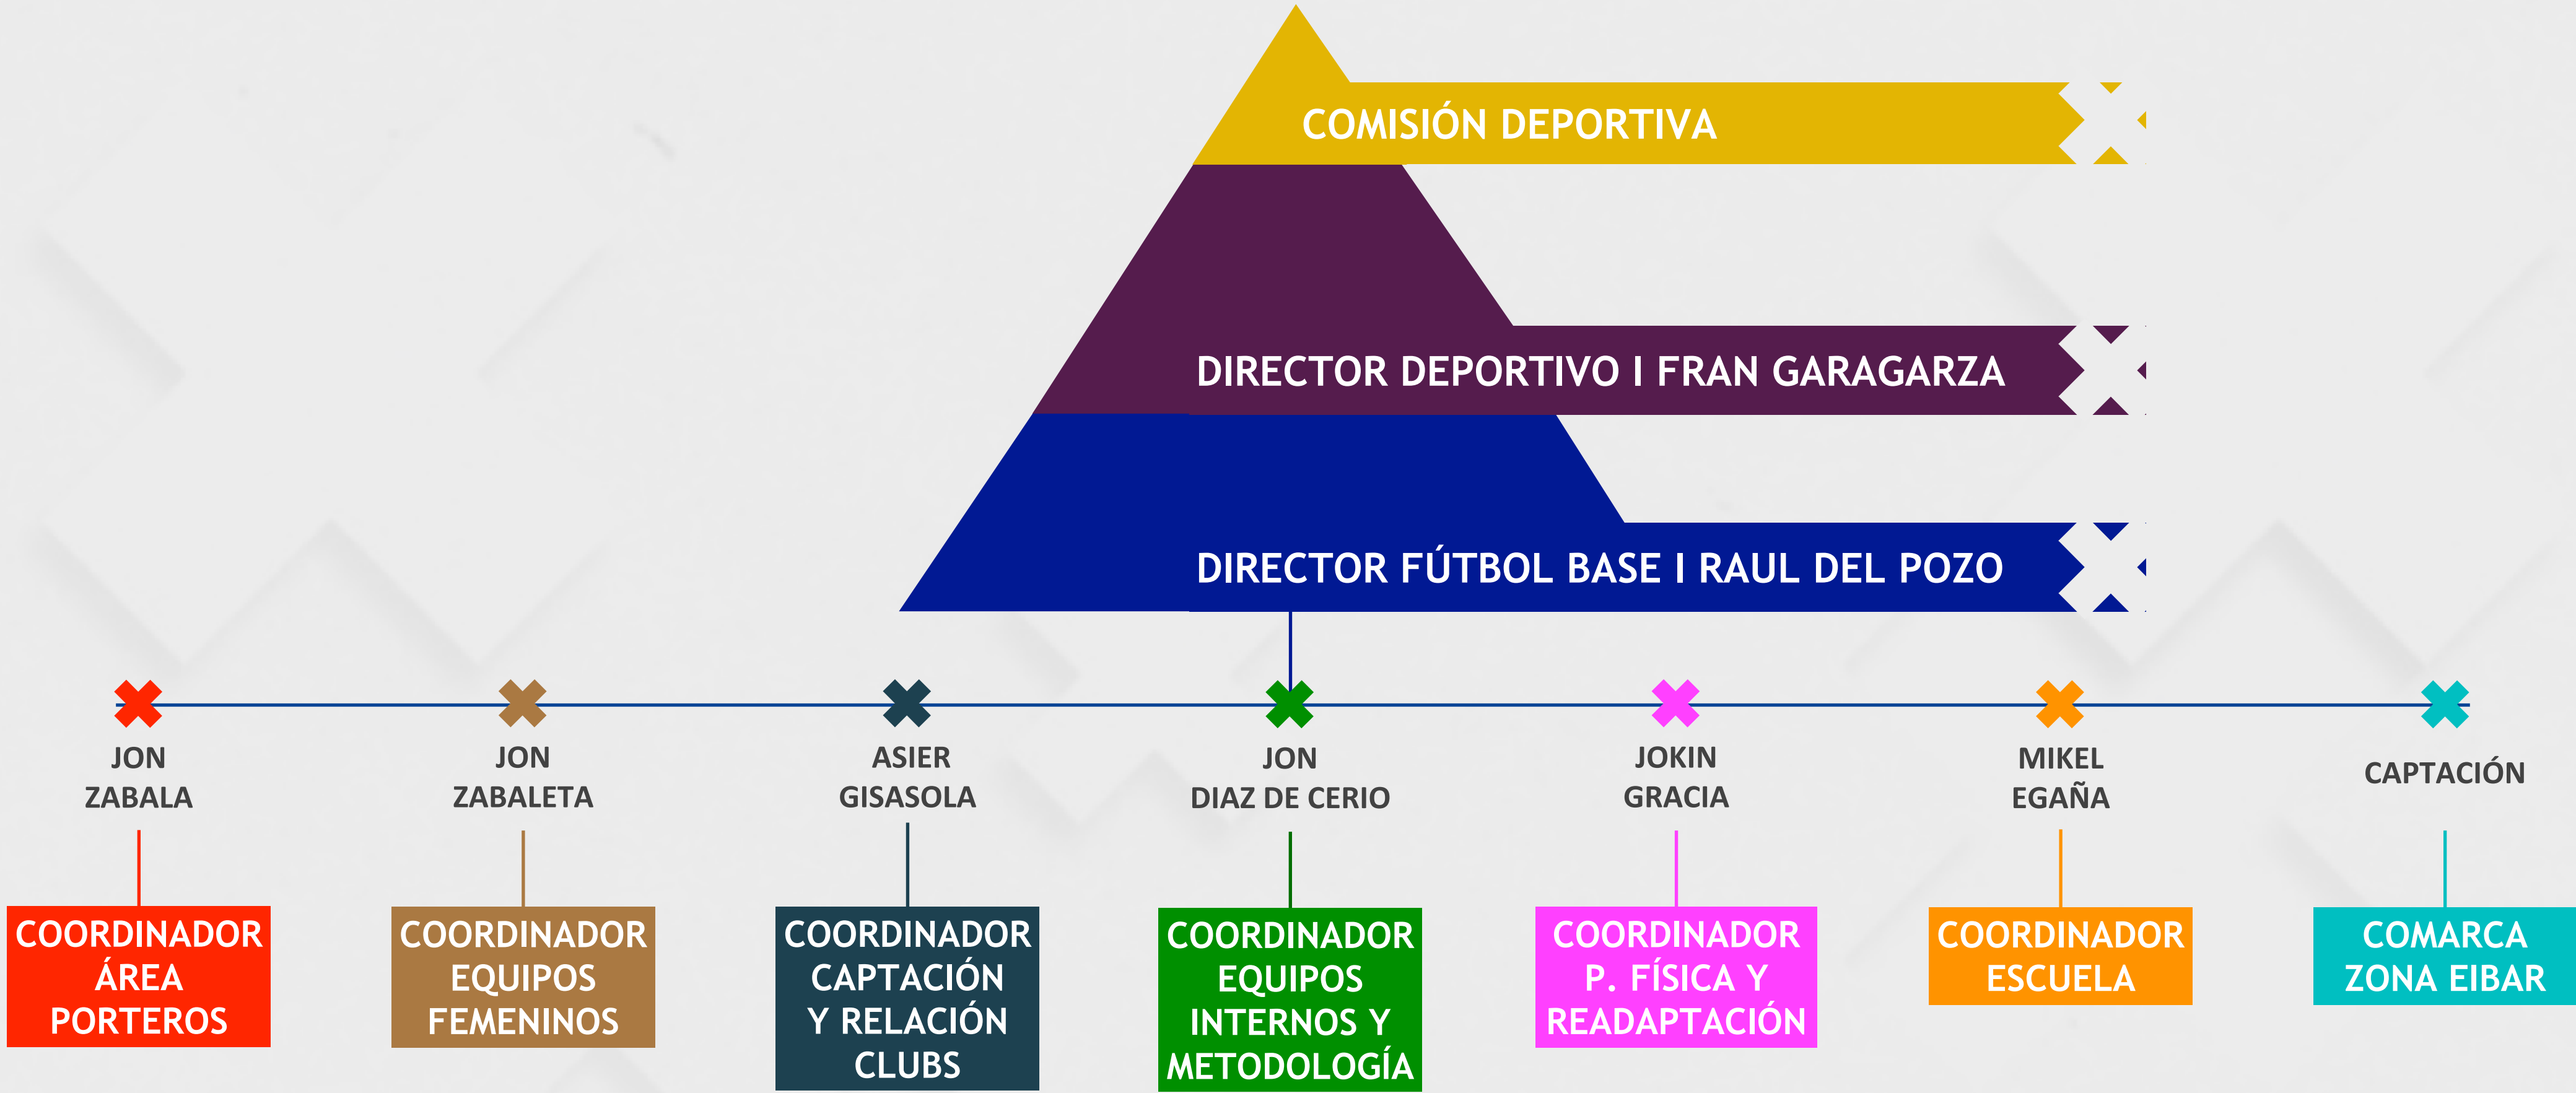 COMISIÓN DEPORTIVA
DIRECTOR DEPORTIVO I FRAN GARAGARZA
DIRECTOR FÚTBOL BASE I RAUL DEL POZO
JON
ZABALA
COORDINADOR
ÁREA
PORTEROS
JON
ZABALETA
COORDINADOR
EQUIPOS
FEMENINOS
ASIER
GISASOLA
COORDINADOR
CAPTACIÓN
Y RELACIÓN
CLUBS
JON
DIAZ DE CERIO
COORDINADOR
EQUIPOS
INTERNOS Y
METODOLOGÍA
JOKIN
GRACIA
COORDINADOR
P. FÍSICA Y
READAPTACIÓN
MIKEL
EGAÑA
COORDINADOR
ESCUELA
CAPTACIÓN
COMARCA
ZONA EIBAR